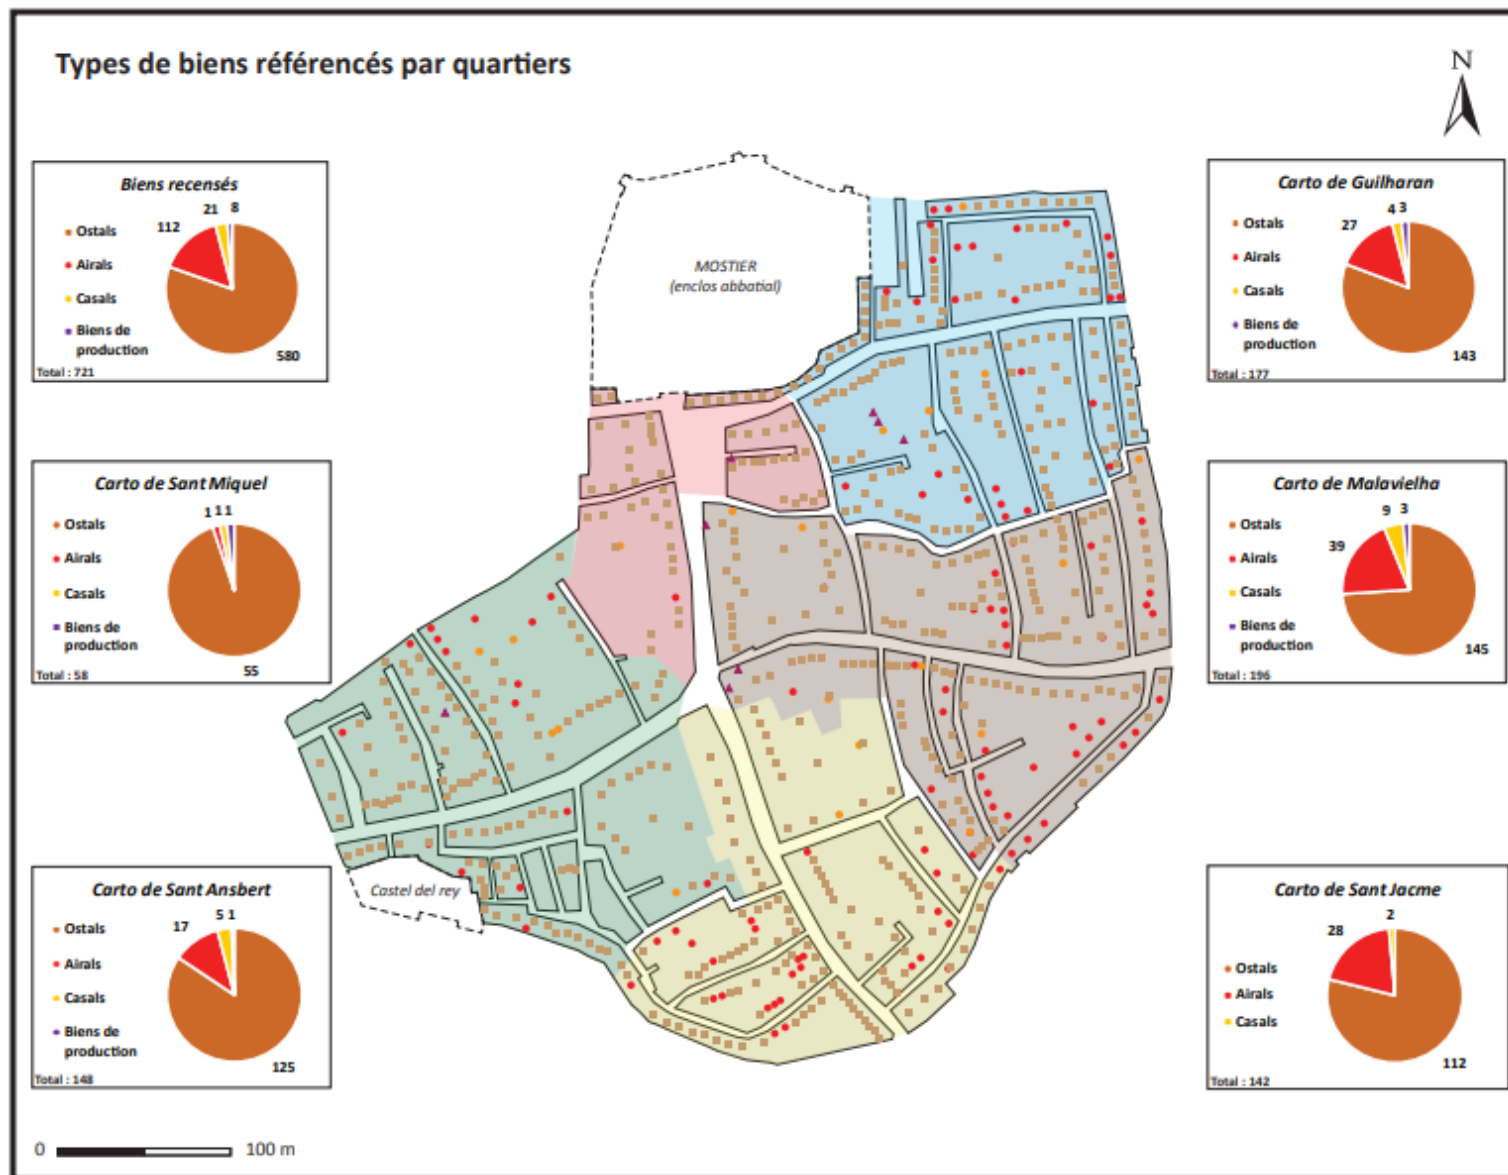 Types de biens référencés par quartiers
N
Biens recensés
Ostals
Airals
Casals
Biens de
production
112
21
8
580
Total : 721
Carto de Sant Miquel
Ostals
Airals
Casals
Biens de
production
1
1
1
55
Total : 58
Carto de Sant Ansbert
Ostals
Airals
Casals
Biens de
production
17
5
1
125
Total : 148
MOSTIER
(enclos abbatial)
Castel del rey
Carto de Guilharan
Ostals
Airals
Casals
Biens de
production
27
4
3
143
Total : 177
Carto de Malavielha
Ostals
Airals
Casals
Biens de
production
39
9
3
145
Total : 196
Carto de Sant Jacme
Ostals
Airals
Casals
28
2
112
Total : 142
0
100 m